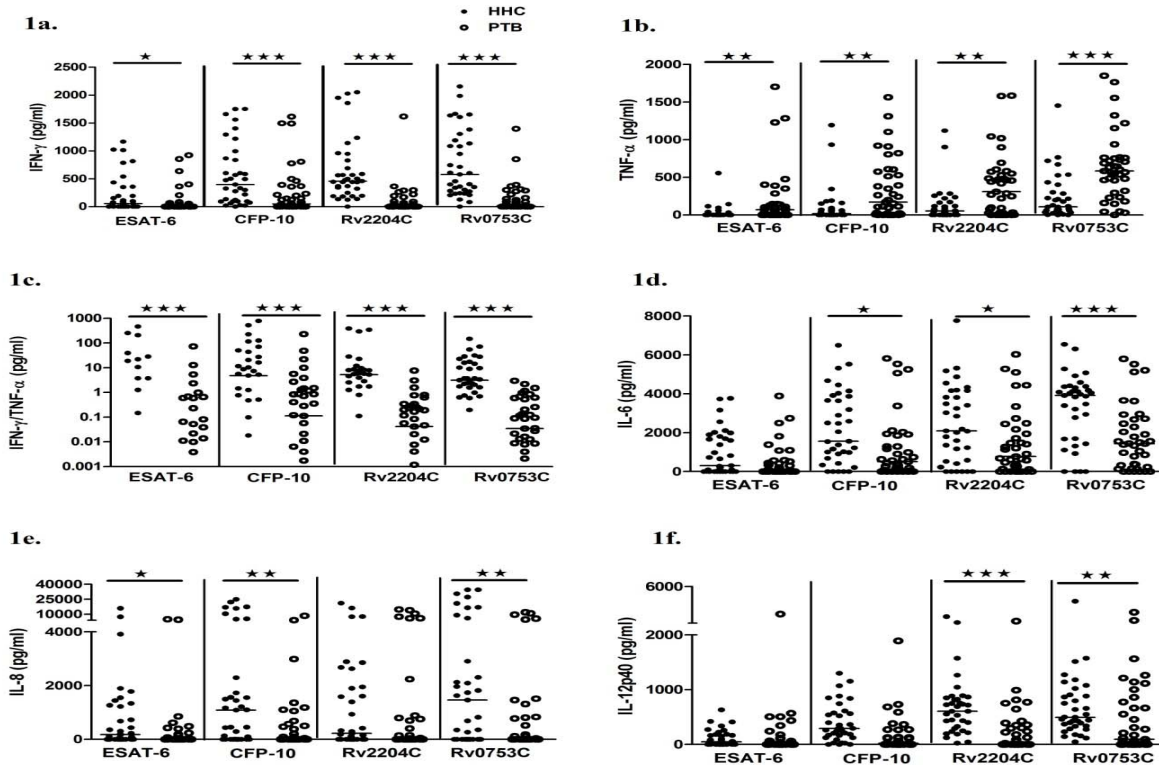 HHC
PTB
1a.
★ ★★★ ★★★ ★★★
IFN-γ (pg/ml)
2500
2000
1500
1000
500
0
ESAT-6 CFP-10 Rv2204C Rv0753C
1b.
★★ ★★ ★★ ★★★
TNF-α (pg/ml)
2000
1500
1000
500
0
ESAT-6 CFP-10 Rv2204C Rv0753C
1c.
★★★ ★★★ ★★★ ★★★
IFN-γ/TNF-α (pg/ml)
1000
100
10
1
0.1
0.01
0.001
ESAT-6 CFP-10 Rv2204C Rv0753C
1d.
★ ★ ★★★
IL-6 (pg/ml)
8000
6000
4000
2000
0
ESAT-6 CFP-10 Rv2204C Rv0753C
1e.
★ ★★ ★★
IL-8 (pg/ml)
40000
25000
10000
4000
2000
0
ESAT-6 CFP-10 Rv2204C Rv0753C
1f.
★★★ ★★
IL-12p40 (pg/ml)
6000
2000
1000
0
ESAT-6 CFP-10 Rv2204C Rv0753C